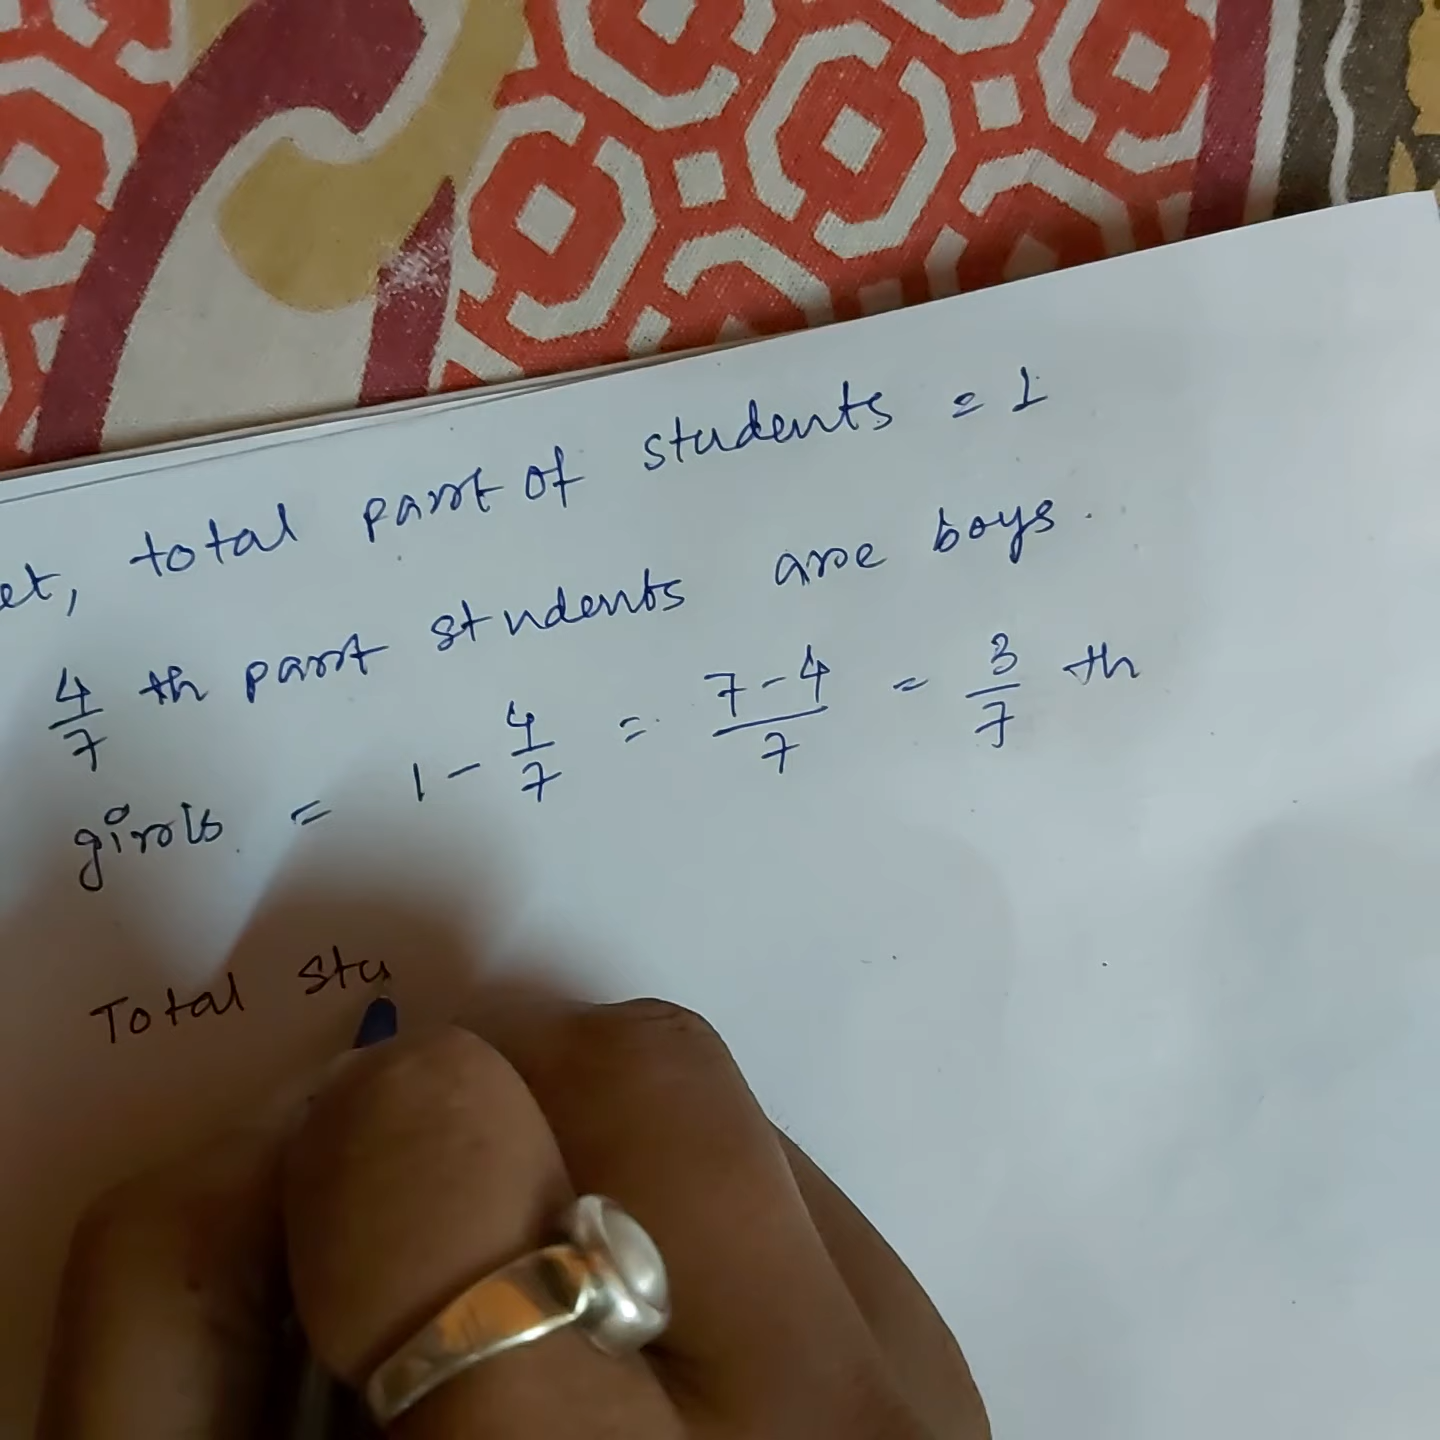 et, total part of students = 1
4/7 th part students are boys.
girls = 1 - 4/7 = 7-4/7 = 3/7 th
Total stu